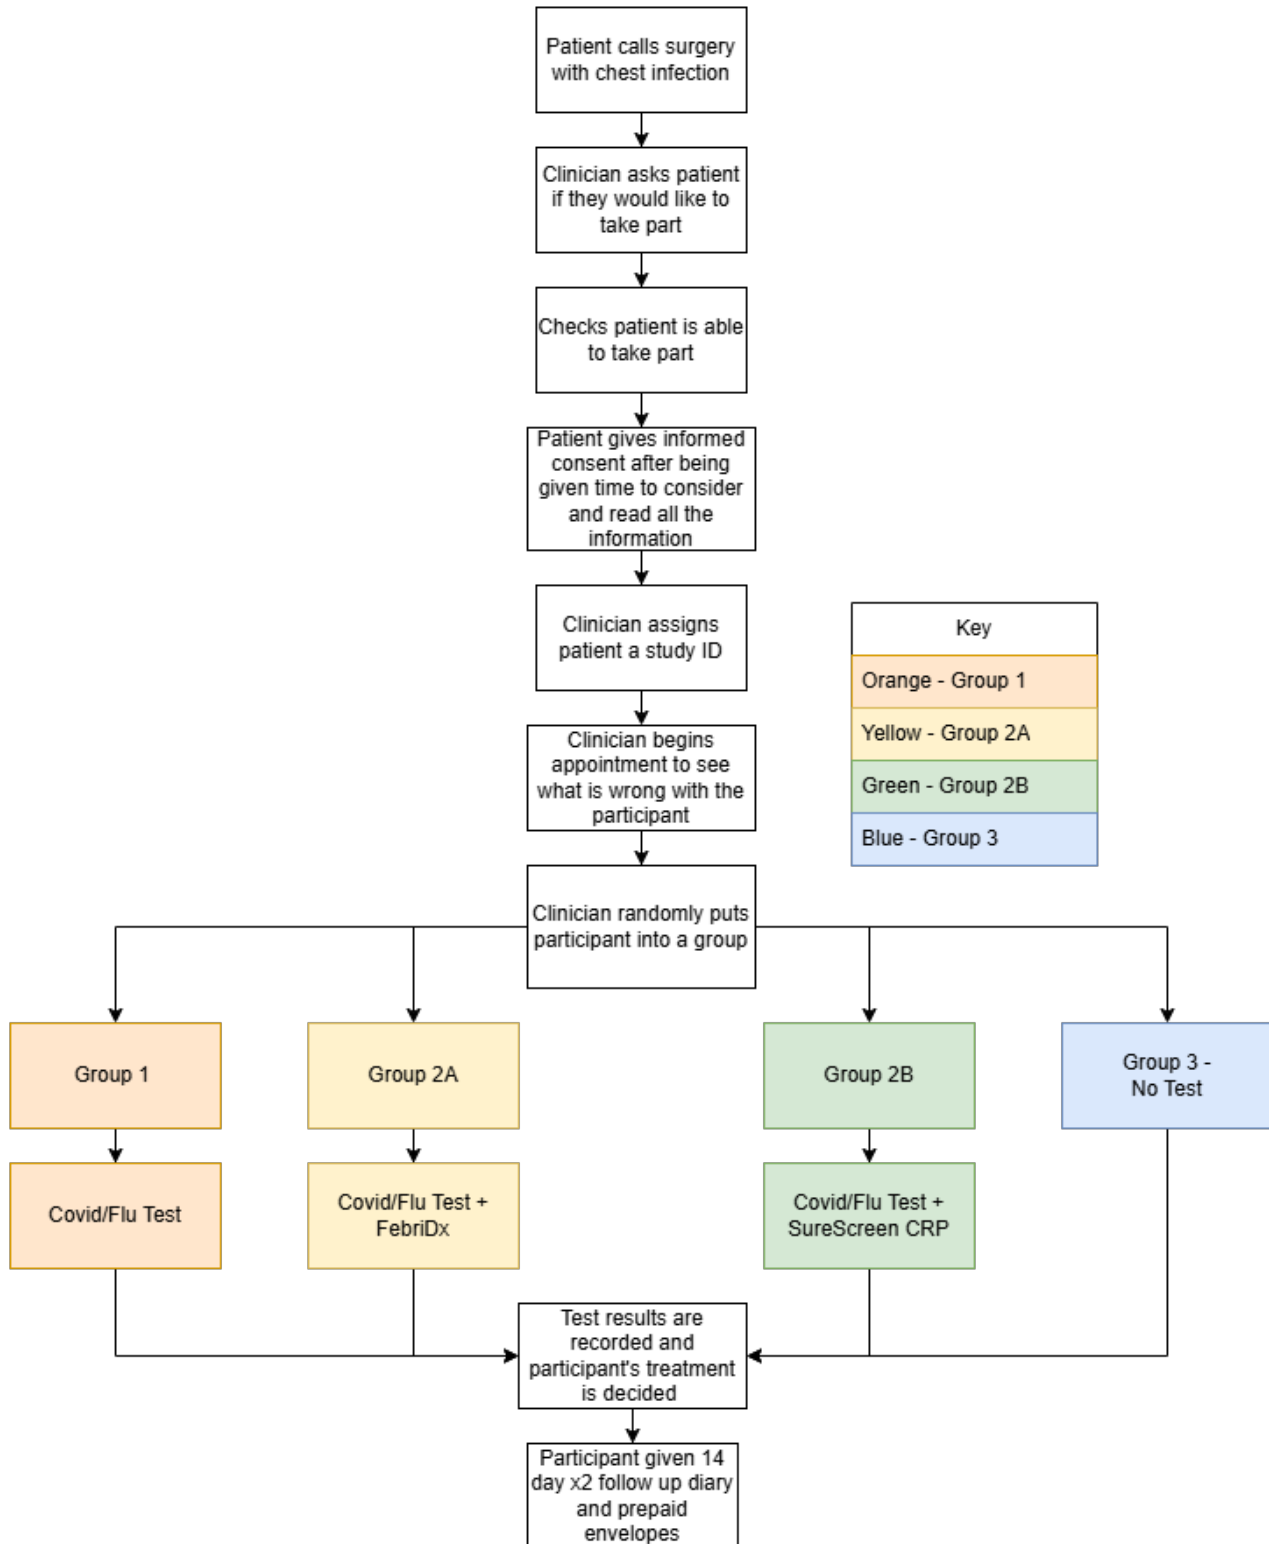 Patient calls surgery
with chest infection
Clinician asks patient
if they would like to
take part
Checks patient is able
to take part
Patient gives informed
consent after being
given time to consider
and read all the
information
Clinician assigns
patient a study ID
Clinician begins
appointment to see
what is wrong with the
participant
Key
Orange - Group 1
Yellow - Group 2A
Green - Group 2B
Blue - Group 3
Clinician randomly puts
participant into a group
Group 1
Group 2A
Group 2B
Group 3 -
No Test
Covid/Flu Test
Covid/Flu Test +
FebriDx
Covid/Flu Test +
SureScreen CRP
Test results are
recorded and
participant's treatment
is decided
Participant given 14
day x2 follow up diary
and prepaid
envelopes